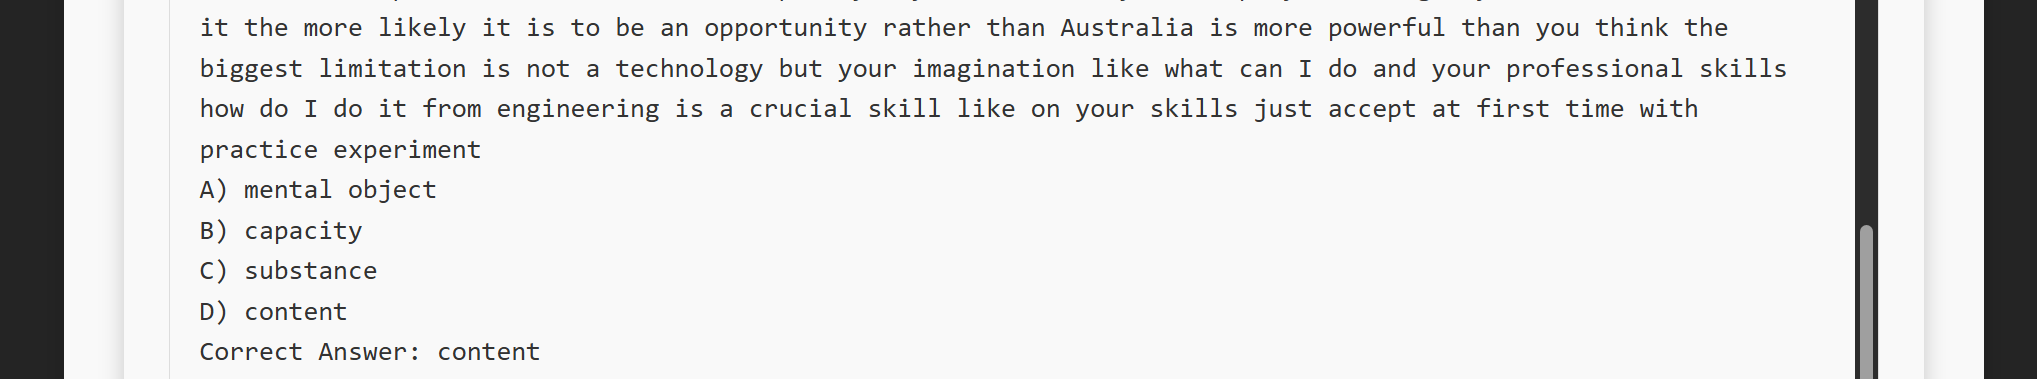 it the more likely it is to be an opportunity rather than Australia is more powerful than you think the
biggest limitation is not a technology but your imagination like what can I do and your professional skills
how do I do it from engineering is a crucial skill like on your skills just accept at first time with
practice experiment
A) mental object
B) capacity
C) substance
D) content
Correct Answer: content